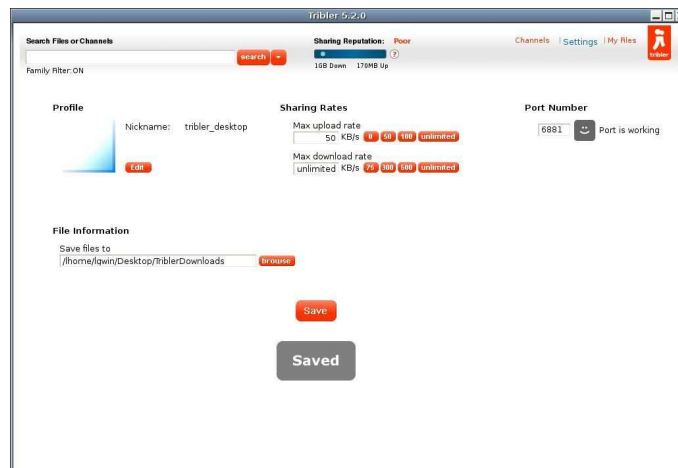 Tribler 5.2.0
Search Files or Channels
search
Family Filter:ON
Sharing Reputation: Poor
?
1GB Down 170MB Up
Channels | Settings | My Files
tribler
Profile
Nickname: tribler_desktop
Edit
Sharing Rates
Max upload rate
50 KB/s 0 50 100 unlimited
Max download rate
unlimited KB/s 75 300 600 unlimited
Port Number
6881 Port is working
File Information
Save files to
/home/lqwin/Desktop/TriblerDownloads browse
Save
Saved